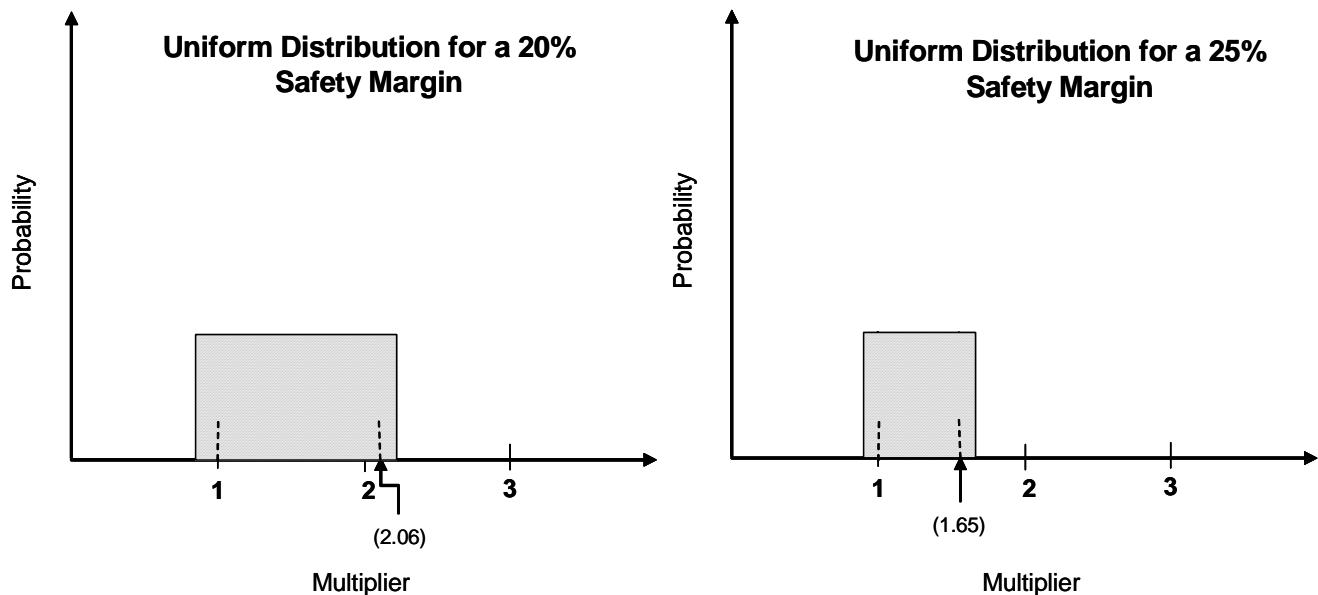 Uniform Distribution for a 20%
Safety Margin
Probability
1
2
3
(2.06)
Multiplier
Uniform Distribution for a 25%
Safety Margin
Probability
1
2
3
(1.65)
Multiplier